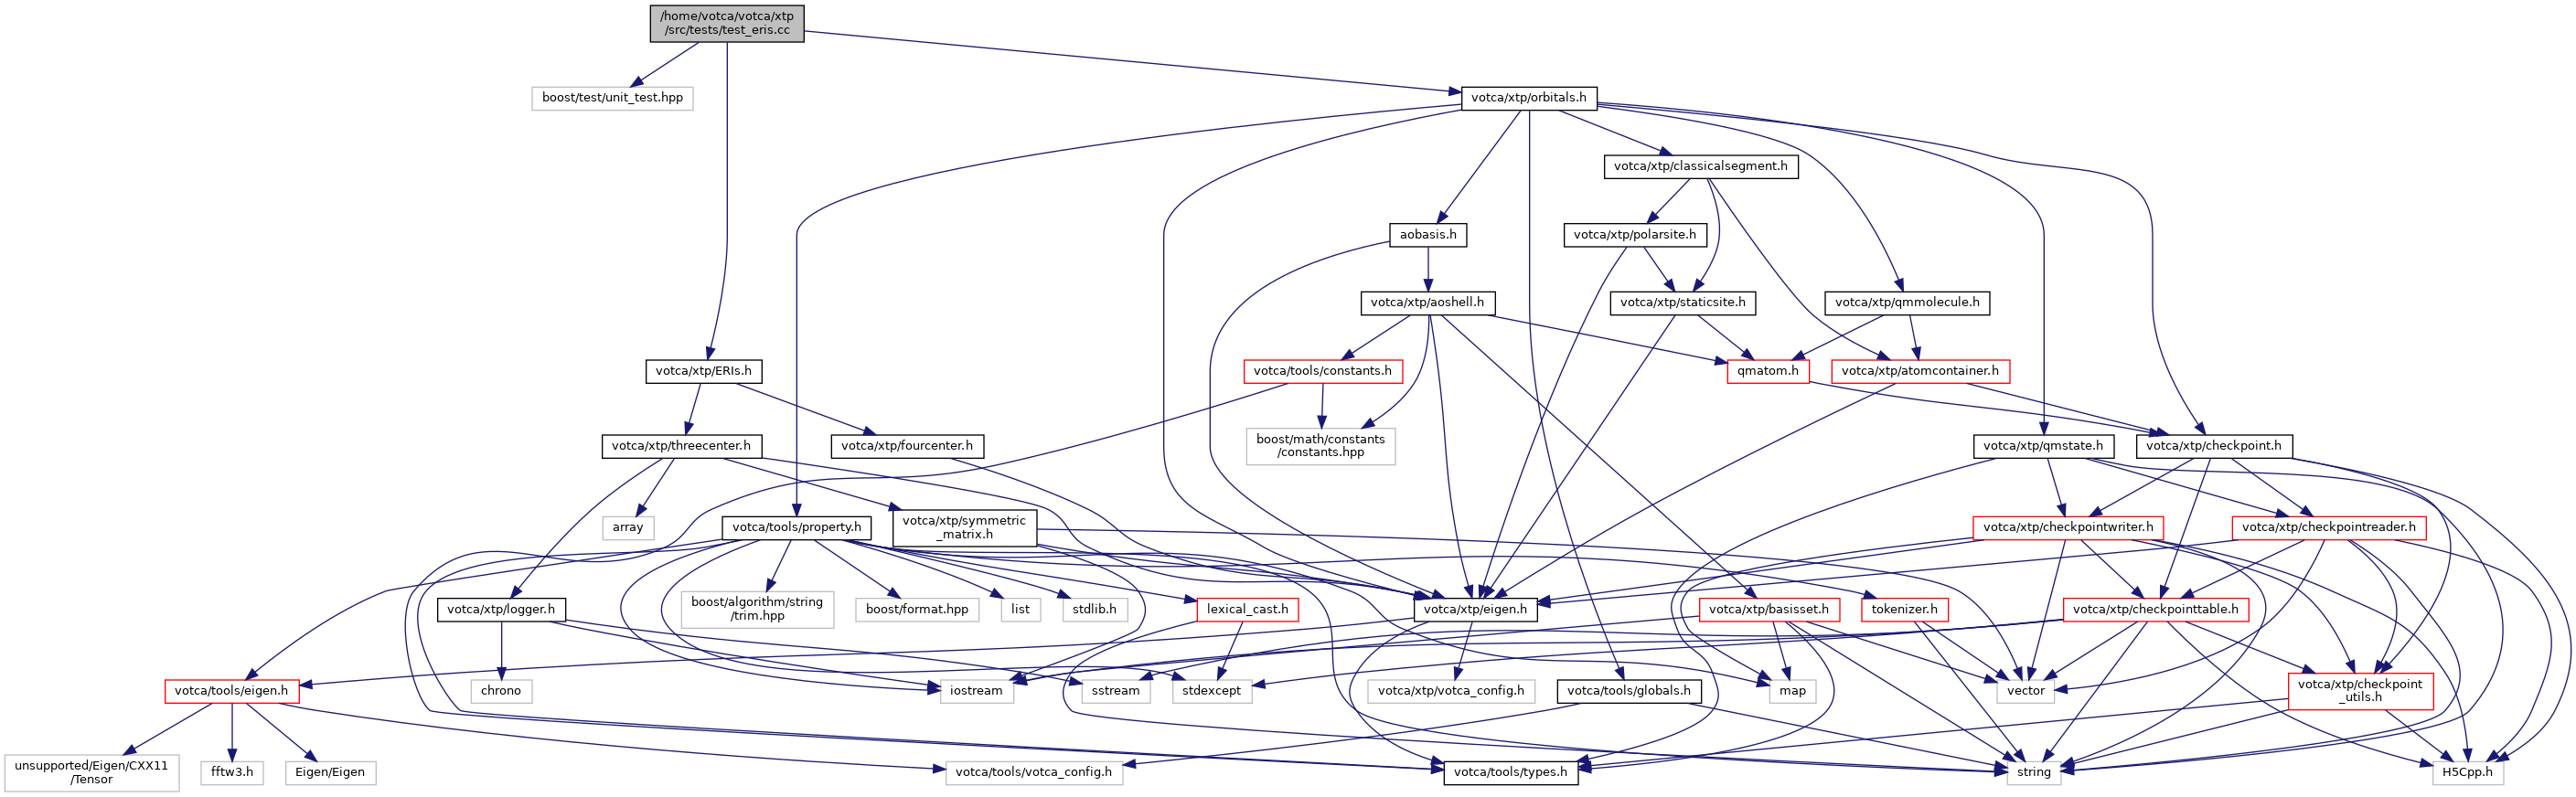 /home/votca/votca/xtp
/src/tests/test_eris.cc
boost/test/unit_test.hpp
votca/xtp/orbitals.h
votca/xtp/classicalsegment.h
aobasis.h
votca/xtp/polarsite.h
votca/xtp/aoshell.h
votca/xtp/staticsite.h
votca/xtp/qmmolecule.h
votca/xtp/ERIs.h
votca/tools/constants.h
qmatom.h
votca/xtp/atomcontainer.h
votca/xtp/threecenter.h
votca/xtp/fourcenter.h
boost/math/constants
/constants.hpp
votca/xtp/qmstate.h
votca/xtp/checkpoint.h
array
votca/tools/property.h
votca/xtp/symmetric
_matrix.h
votca/xtp/checkpointwriter.h
votca/xtp/checkpointreader.h
votca/xtp/logger.h
boost/algorithm/string
/trim.hpp
boost/format.hpp
list
stdlib.h
lexical_cast.h
votca/xtp/eigen.h
votca/xtp/basisset.h
tokenizer.h
votca/xtp/checkpointtable.h
votca/tools/eigen.h
chrono
iostream
sstream
stdexcept
votca/xtp/votca_config.h
votca/tools/globals.h
map
vector
votca/xtp/checkpoint
_utils.h
unsupported/Eigen/CXX11
/Tensor
fftw3.h
Eigen/Eigen
votca/tools/votca_config.h
votca/tools/types.h
string
H5Cpp.h